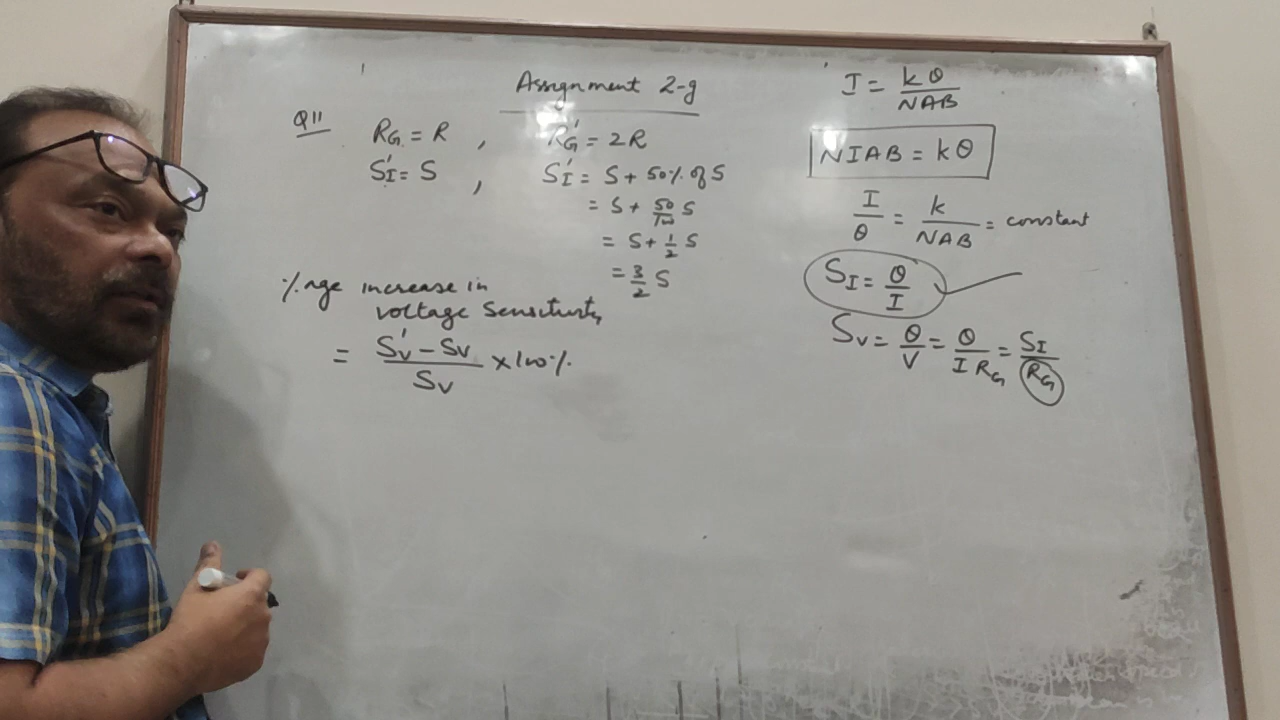 Assignment 2-g
Q11
R_G = R , R_G' = 2R
S_I' = S , S_I' = S + 50% of S
= S + 50/100 S
= S + 1/2 S
= 3/2 S
%age increase in
voltage Sensitivity
= (S_V' - S_V)/S_V × 100%
I = kθ/NAB
NIAB = kθ
I/θ = k/NAB = constant
S_I = θ/I
S_V = θ/V = θ/(I R_G) = S_I/R_G